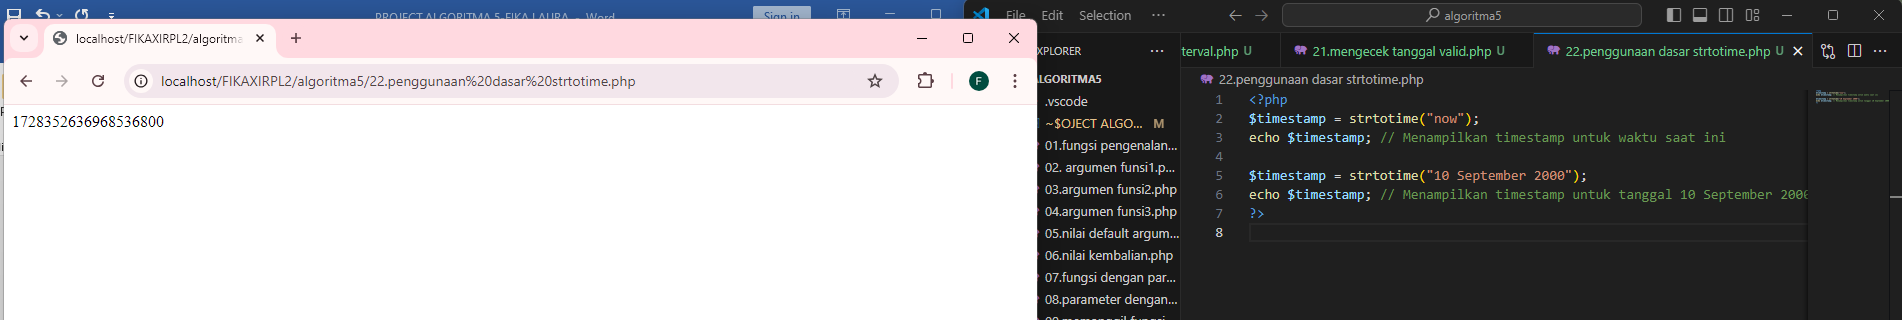 PROJECT ALGORITMA 5-FIKA LAURA - Word
Sign in
localhost/FIKAXIRPL2/algoritma
localhost/FIKAXIRPL2/algoritma5/22.penggunaan%20dasar%20strtotime.php
F
1728352636968536800
File Edit Selection ···
algoritma5
EXPLORER ···
ALGORITMA5
.vscode
~$OJECT ALGO... M
01.fungsi pengenalan...
02. argumen funsi1.p...
03.argumen funsi2.php
04.argumen funsi3.php
05.nilai default argum...
06.nilai kembalian.php
07.fungsi dengan par...
08.parameter dengan...
terval.php U
21.mengecek tanggal valid.php U
22.penggunaan dasar strtotime.php U
22.penggunaan dasar strtotime.php
1 <?php
2 $timestamp = strtotime("now");
3 echo $timestamp; // Menampilkan timestamp untuk waktu saat ini
4
5 $timestamp = strtotime("10 September 2000");
6 echo $timestamp; // Menampilkan timestamp untuk tanggal 10 September 2000
7 ?>
8